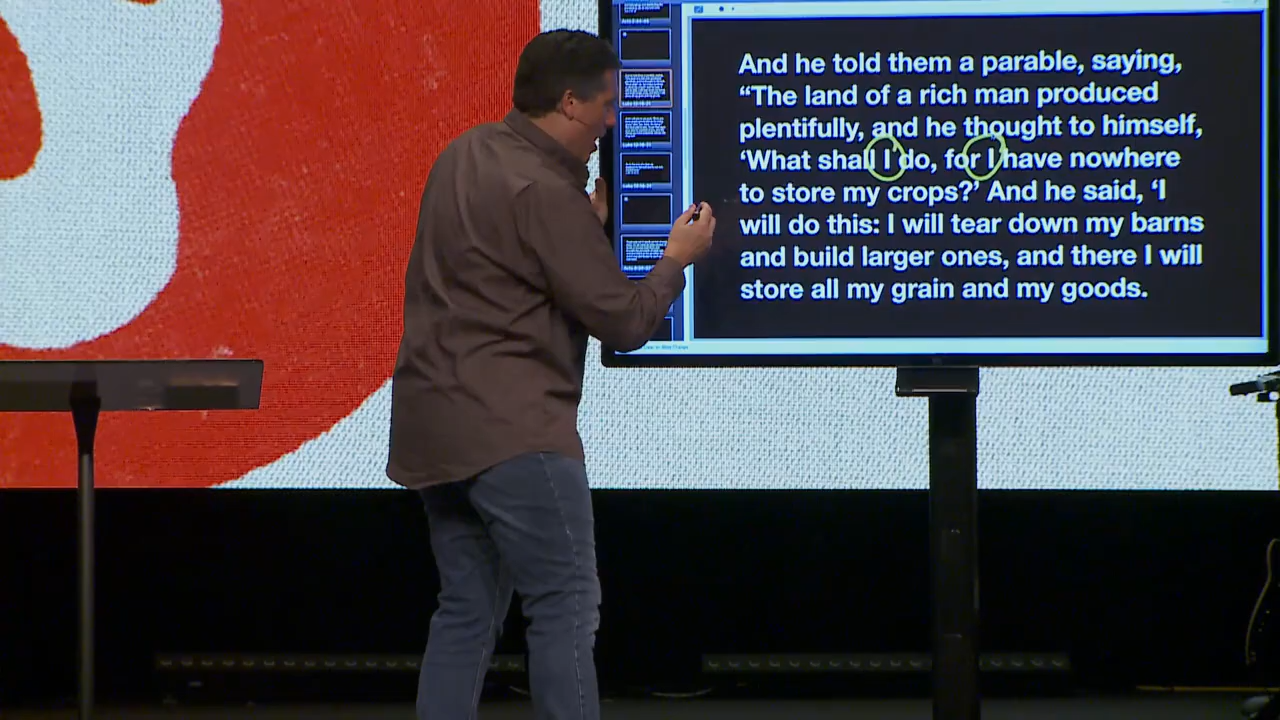 And he told them a parable, saying,
“The land of a rich man produced
plentifully, and he thought to himself,
‘What shall I do, for I have nowhere
to store my crops?’ And he said, ‘I
will do this: I will tear down my barns
and build larger ones, and there I will
store all my grain and my goods.